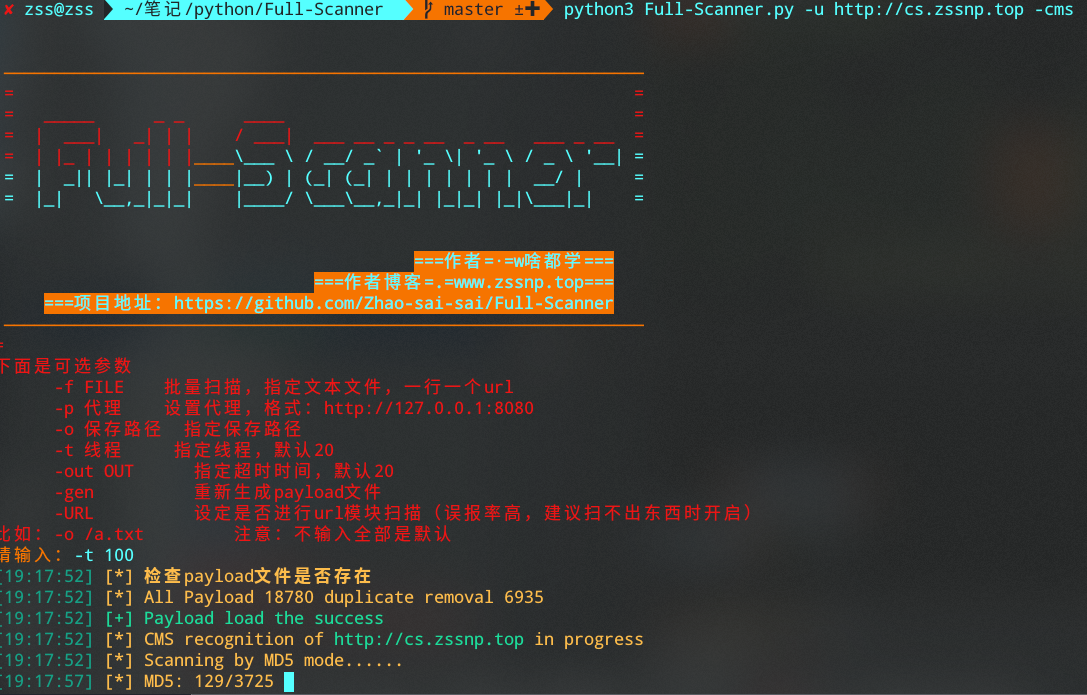 ✘ zss@zss ~/笔记/python/Full-Scanner master ±✚ python3 Full-Scanner.py -u http://cs.zssnp.top -cms
Full-Scanner
===作者=·=w啥都学===
===作者博客=.=www.zssnp.top===
===项目地址: https://github.com/Zhao-sai-sai/Full-Scanner
=
下面是可选参数
-f FILE 批量扫描，指定文本文件，一行一个url
-p 代理 设置代理，格式: http://127.0.0.1:8080
-o 保存路径 指定保存路径
-t 线程 指定线程，默认20
-out OUT 指定超时时间，默认20
-gen 重新生成payload文件
-URL 设定是否进行url模块扫描（误报率高，建议扫不出东西时开启）
比如: -o /a.txt 注意: 不输入全部是默认
请输入: -t 100
[19:17:52] [*] 检查payload文件是否存在
[19:17:52] [*] All Payload 18780 duplicate removal 6935
[19:17:52] [+] Payload load the success
[19:17:52] [*] CMS recognition of http://cs.zssnp.top in progress
[19:17:52] [*] Scanning by MD5 mode......
[19:17:57] [*] MD5: 129/3725